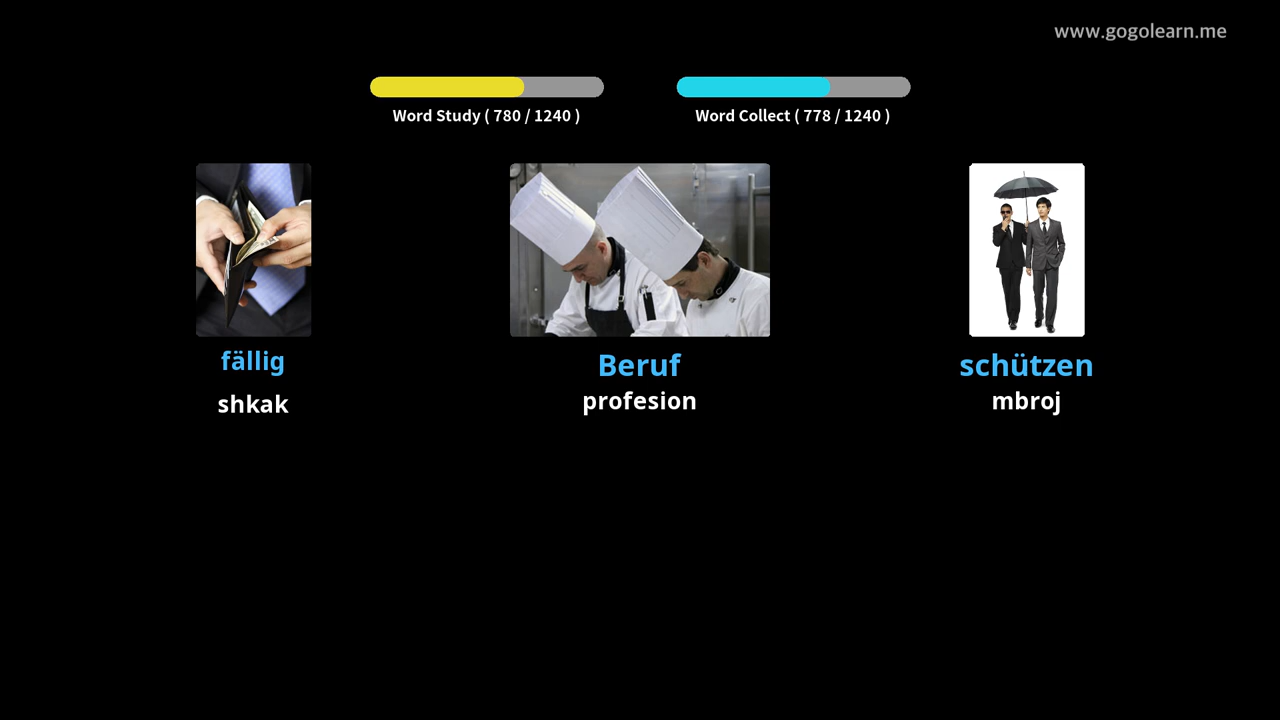 www.gogolearn.me
Word Study ( 780 / 1240 )
Word Collect ( 778 / 1240 )
fällig
shkak
Beruf
profesion
schützen
mbroj